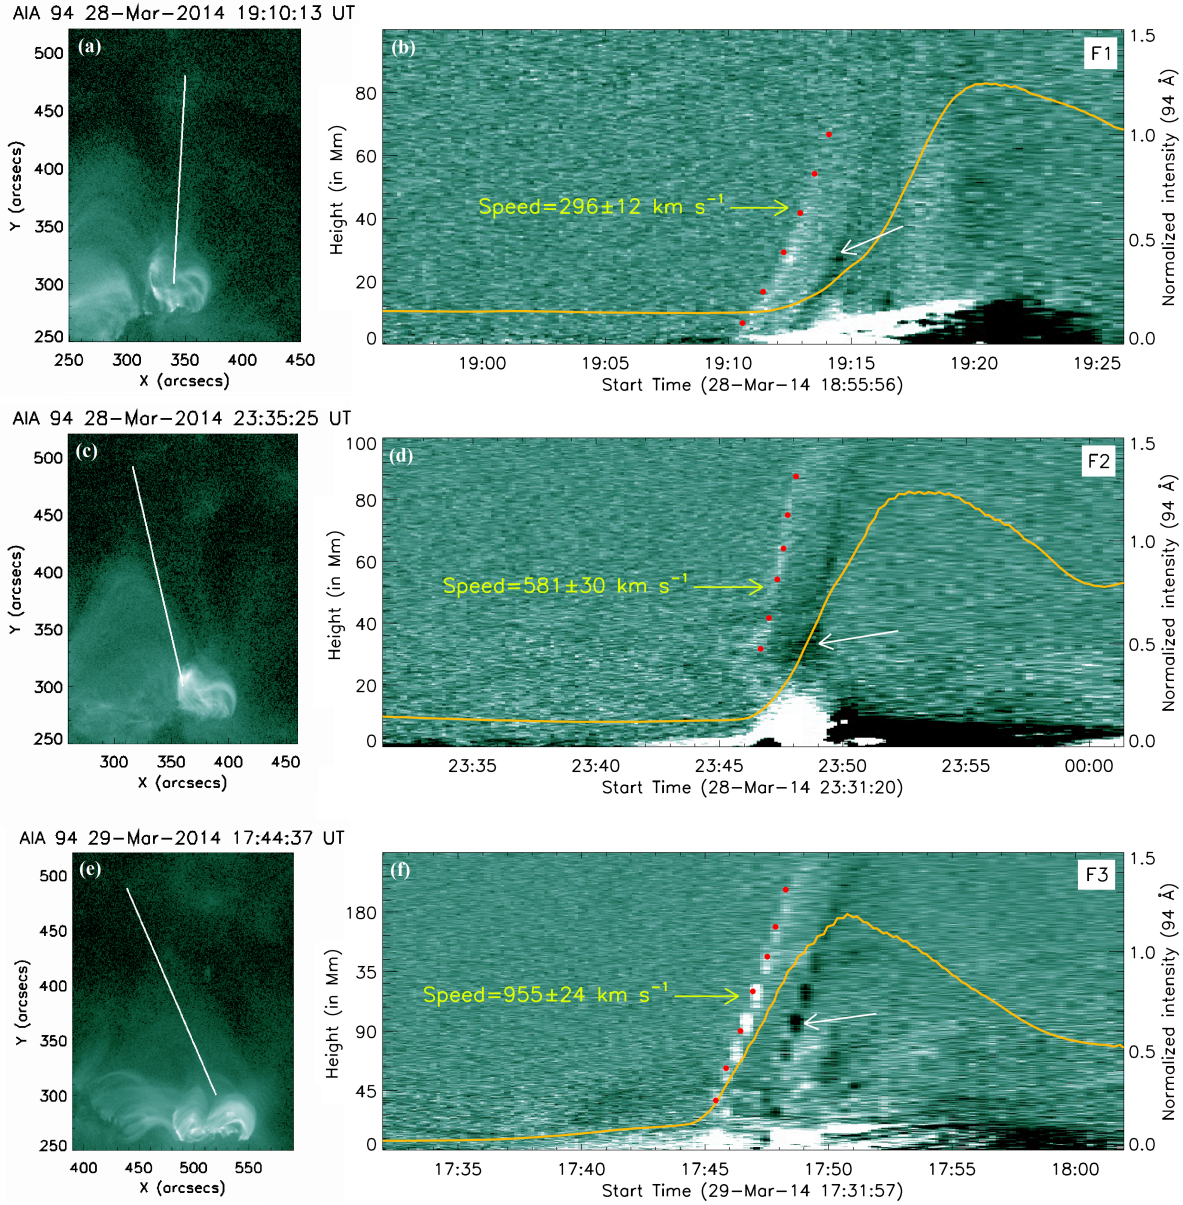 AIA 94 28-Mar-2014 19:10:13 UT
(a)
500
450
400
350
300
250
Y (arcsecs)
250 300 350 400 450
X (arcsecs)
(b)
F1
Speed=296±12 km s⁻¹
80
60
40
20
0
Height (in Mm)
1.5
1.0
0.5
0.0
Normalized intensity (94 Å)
19:00 19:05 19:10 19:15 19:20 19:25
Start Time (28-Mar-14 18:55:56)
AIA 94 28-Mar-2014 23:35:25 UT
(c)
500
450
400
350
300
250
Y (arcsecs)
300 350 400 450
X (arcsecs)
(d)
F2
Speed=581±30 km s⁻¹
100
80
60
40
20
0
Height (in Mm)
1.5
1.0
0.5
0.0
Normalized intensity (94 Å)
23:35 23:40 23:45 23:50 23:55 00:00
Start Time (28-Mar-14 23:31:20)
AIA 94 29-Mar-2014 17:44:37 UT
(e)
500
450
400
350
300
250
Y (arcsecs)
400 450 500 550
X (arcsecs)
(f)
F3
Speed=955±24 km s⁻¹
180
35
90
45
0
Height (in Mm)
1.5
1.0
0.5
0.0
Normalized intensity (94 Å)
17:35 17:40 17:45 17:50 17:55 18:00
Start Time (29-Mar-14 17:31:57)